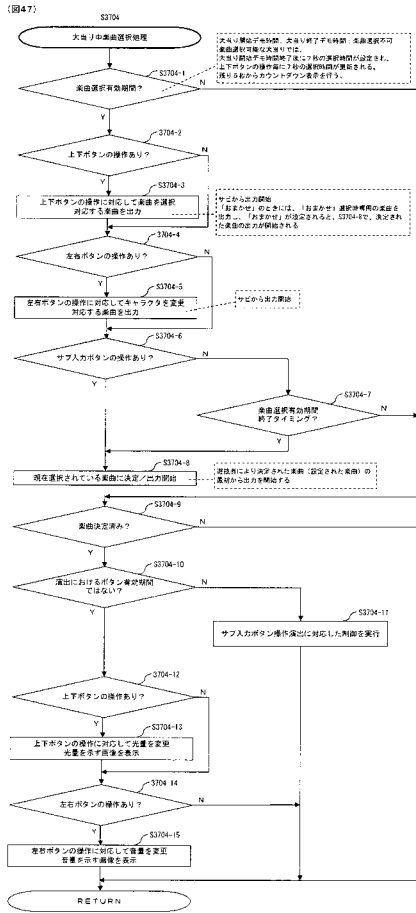 (図47)
S3704
大当り中楽曲選択処理
大当り開始デモ時間、大当り終了デモ時間:楽曲選択不可
楽曲選択可能な大当りでは、
大当り開始デモ時間終了後に7秒の選択時間が設定され、
上下ボタンの操作毎に7秒の選択時間が更新される。
残り5秒からカウントダウン表示を行う。
S3704-1
楽曲選択有効期間?
N
Y
3704-2
上下ボタンの操作あり?
N
Y
S3704-3
上下ボタンの操作に対応して楽曲を選択
対応する楽曲を出力
サビから出力開始
「おまかせ」のときには、「おまかせ」選択時専用の楽曲を
出力し、「おまかせ」が設定されると、S3704-8で、決定され
た楽曲の出力が開始される
3704-4
左右ボタンの操作あり?
N
Y
S3704-5
左右ボタンの操作に対応してキャラクタを変更
対応する楽曲を出力
サビから出力開始
S3704-6
サブ入力ボタンの操作あり?
N
Y
S3704-7
楽曲選択有効期間
終了タイミング?
N
Y
S3704-8
現在選択されている楽曲に決定/出力開始
遊技者により決定された楽曲(設定された楽曲)の
最初から出力を開始する
S3704-9
楽曲決定済み?
N
Y
S3704-10
演出におけるボタン有効期間
ではない?
N
Y
S3704-11
サブ入力ボタン操作演出に対応した制御を実行
3704-12
上下ボタンの操作あり?
N
Y
S3704-13
上下ボタンの操作に対応して光量を変更
光量を示す画像を表示
3704-14
左右ボタンの操作あり?
N
Y
S3704-15
左右ボタンの操作に対応して音量を変更
音量を示す画像を表示
RETURN